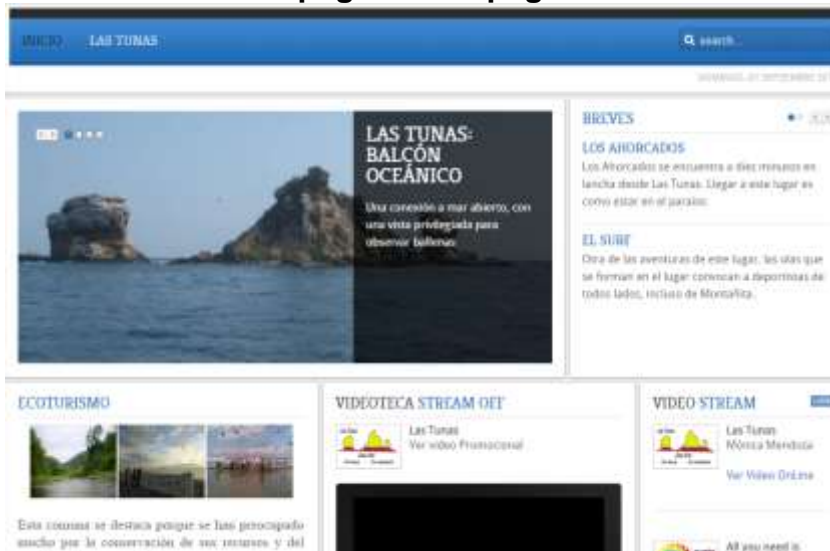 INICIO LAS TUNAS search...
LAS TUNAS:
BALCÓN
OCEÁNICO
Una conexión a mar abierto, con
una vista privilegiada para
observar ballenas
BREVES
LOS AHORCADOS
Los Ahorcados se encuentra a diez minutos en
lancha desde Las Tunas. Llegar a este lugar es
como estar en el paraíso.
EL SURF
Otra de las aventuras de este lugar, las olas que
se forman en el lugar convocan a deportistas de
todos lados, incluso de Montañita.
ECOTURISMO
Esta comuna se destaca porque se han preocupado
mucho por la conservación de sus recursos y del
VIDEOTECA STREAM OFF
Las Tunas
Ver video Promocional
VIDEO STREAM
Las Tunas
Mónica Mendoza
Ver Video OnLine
All you need is